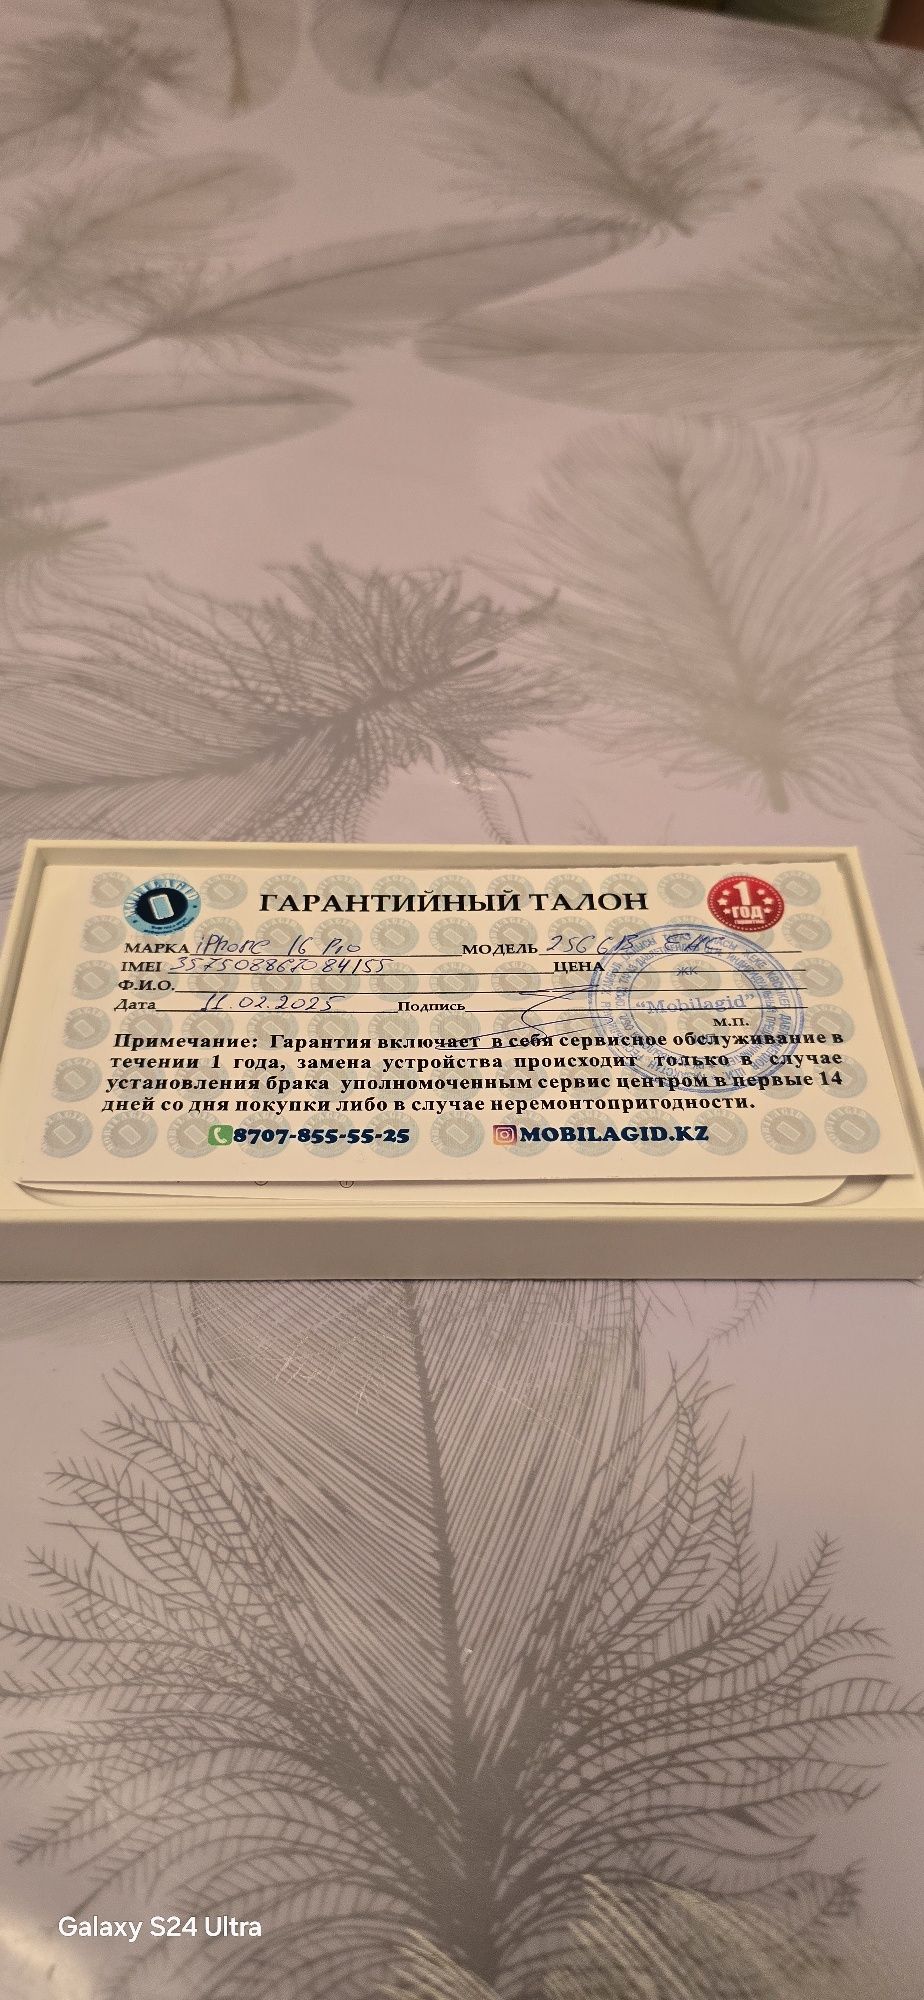 ГАРАНТИЙНЫЙ ТАЛОН
1 ГОД
МАРКА iPhone 16 Pro МОДЕЛЬ 256GB
IMEI 357508867084155 ЦЕНА
Ф.И.О.
Дата 11.02.2025 Подпись
ЖК
"Mobilagid"
М.П.
Примечание: Гарантия включает в себя сервисное обслуживание в
течении 1 года, замена устройства происходит только в случае
установления брака уполномоченным сервис центром в первые 14
дней со дня покупки либо в случае неремонтопригодности.
8707-855-55-25 MOBILAGID.KZ
Galaxy S24 Ultra